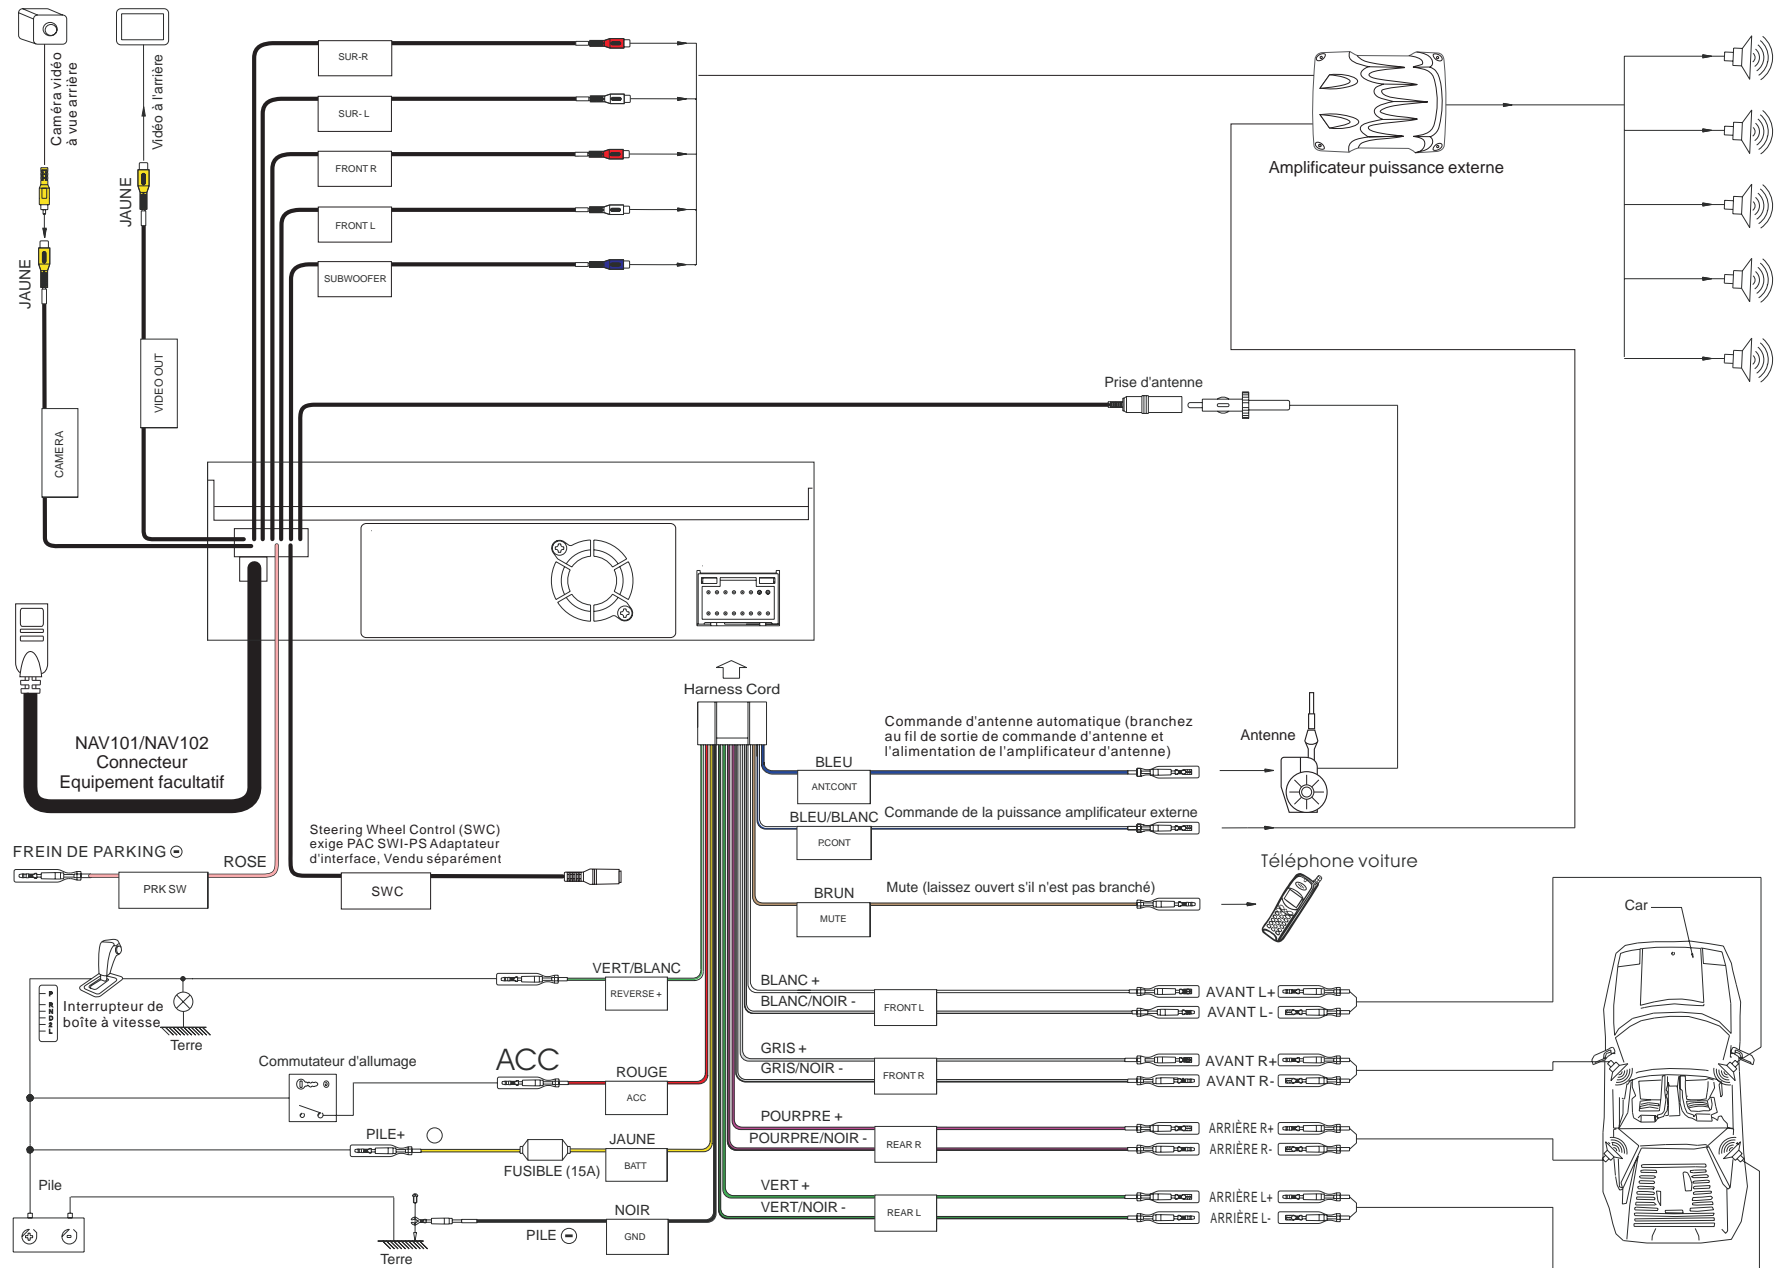 Caméra vidéo
à vue arrière
Vidéo à l'arrière
JAUNE
JAUNE
CAMERA
VIDEO OUT
SUR-R
SUR- L
FRONT R
FRONT L
SUBWOOFER
Amplificateur puissance externe
Prise d'antenne
NAV101/NAV102
Connecteur
Equipement facultatif
Harness Cord
Commande d'antenne automatique (branchez
au fil de sortie de commande d'antenne et
l'alimentation de l'amplificateur d'antenne)
Antenne
BLEU
ANT.CONT
BLEU/BLANC
Commande de la puissance amplificateur externe
P.CONT
Steering Wheel Control (SWC)
exige PAC SWI-PS Adaptateur
d'interface, Vendu séparément
SWC
FREIN DE PARKING ⊖
ROSE
PRK SW
Téléphone voiture
BRUN
Mute (laissez ouvert s'il n'est pas branché)
MUTE
Car
VERT/BLANC
REVERSE +
P
R
N
D
2
L
Interrupteur de
boîte à vitesse
Terre
BLANC +
BLANC/NOIR -
FRONT L
AVANT L+
AVANT L-
Commutateur d'allumage
ACC
ROUGE
ACC
GRIS +
GRIS/NOIR -
FRONT R
AVANT R+
AVANT R-
PILE+
FUSIBLE (15A)
JAUNE
BATT
POURPRE +
POURPRE/NOIR -
REAR R
ARRIÈRE R+
ARRIÈRE R-
Pile
Terre
PILE ⊖
NOIR
GND
VERT +
VERT/NOIR -
REAR L
ARRIÈRE L+
ARRIÈRE L-